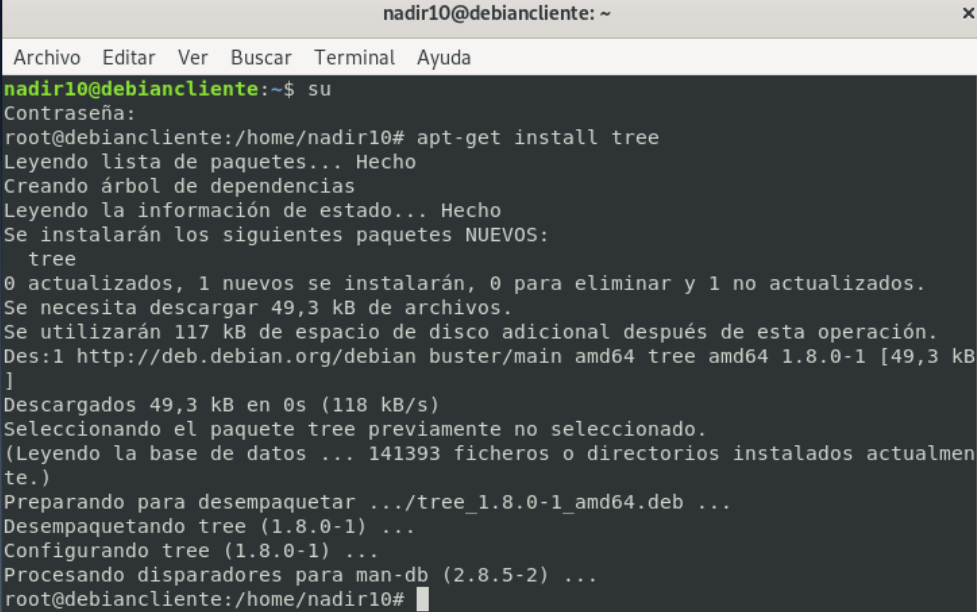 nadir10@debiancliente: ~
×
Archivo Editar Ver Buscar Terminal Ayuda
nadir10@debiancliente:~$ su
Contraseña:
root@debiancliente:/home/nadir10# apt-get install tree
Leyendo lista de paquetes... Hecho
Creando árbol de dependencias
Leyendo la información de estado... Hecho
Se instalarán los siguientes paquetes NUEVOS:
  tree
0 actualizados, 1 nuevos se instalarán, 0 para eliminar y 1 no actualizados.
Se necesita descargar 49,3 kB de archivos.
Se utilizarán 117 kB de espacio de disco adicional después de esta operación.
Des:1 http://deb.debian.org/debian buster/main amd64 tree amd64 1.8.0-1 [49,3 kB
]
Descargados 49,3 kB en 0s (118 kB/s)
Seleccionando el paquete tree previamente no seleccionado.
(Leyendo la base de datos ... 141393 ficheros o directorios instalados actualmen
te.)
Preparando para desempaquetar .../tree_1.8.0-1_amd64.deb ...
Desempaquetando tree (1.8.0-1) ...
Configurando tree (1.8.0-1) ...
Procesando disparadores para man-db (2.8.5-2) ...
root@debiancliente:/home/nadir10#